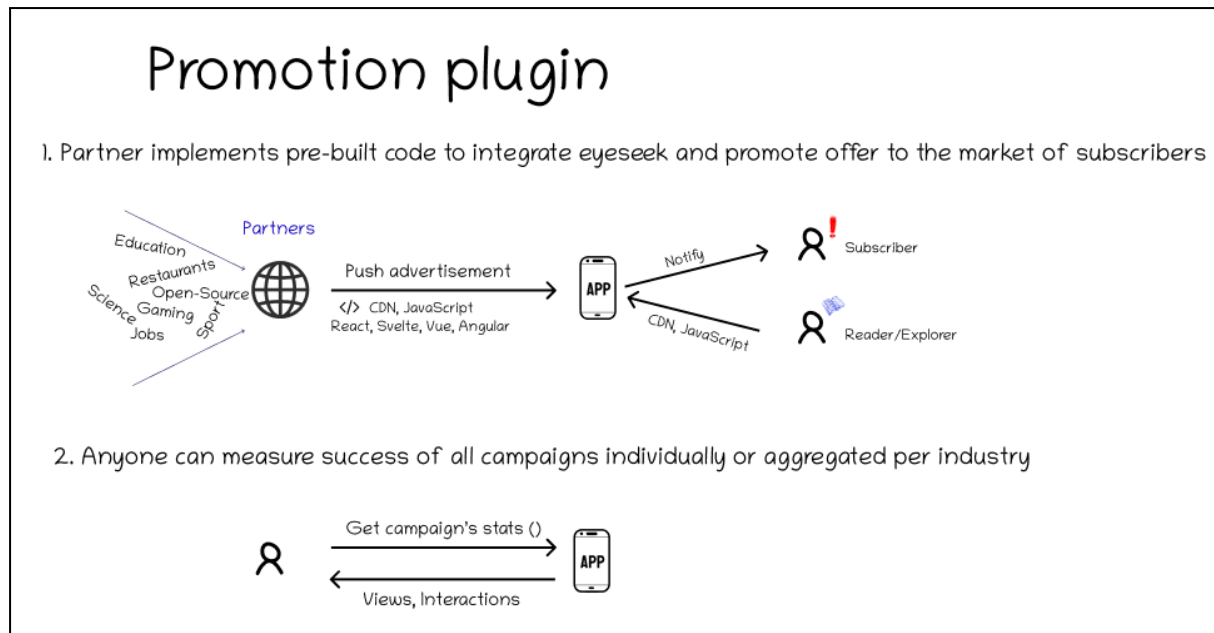 Promotion plugin
1. Partner implements pre-built code to integrate eyeseek and promote offer to the market of subscribers
Partners
Education
Restaurants
Open-Source
Science
Gaming
Sport
Jobs
Push advertisement
</> CDN, JavaScript
React, Svelte, Vue, Angular
APP
Notify
Subscriber
CDN, JavaScript
Reader/Explorer
2. Anyone can measure success of all campaigns individually or aggregated per industry
Get campaign's stats ()
APP
Views, Interactions